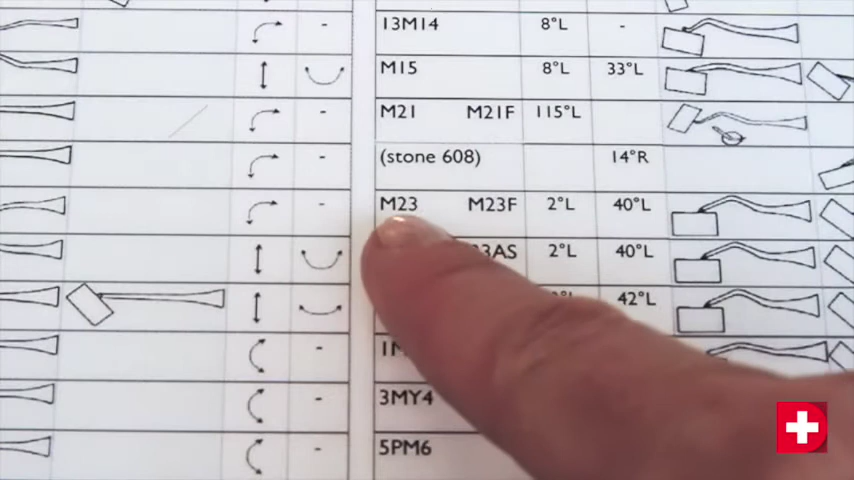 13M14 8°L -
M15 8°L 33°L
- M21 M21F 115°L
- (stone 608) 14°R
- M23 M23F 2°L 40°L
2°L 40°L
42°L
-
- 3MY4
- 5PM6